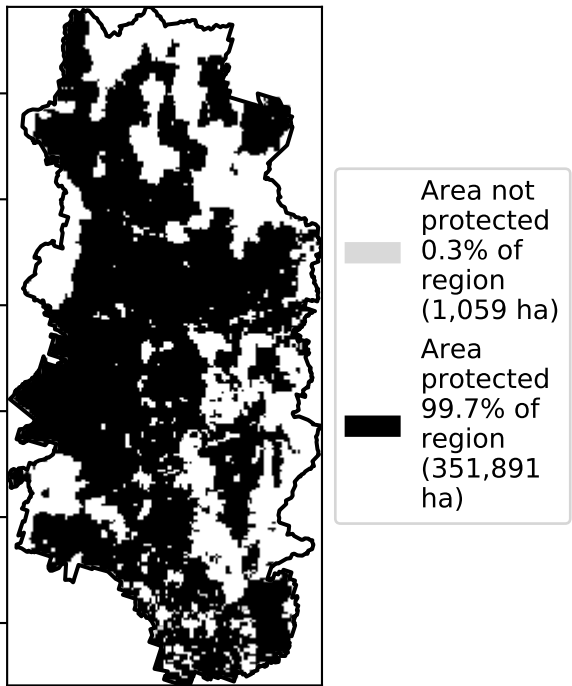 Area not
protected
0.3% of
region
(1,059 ha)
Area
protected
99.7% of
region
(351,891
ha)